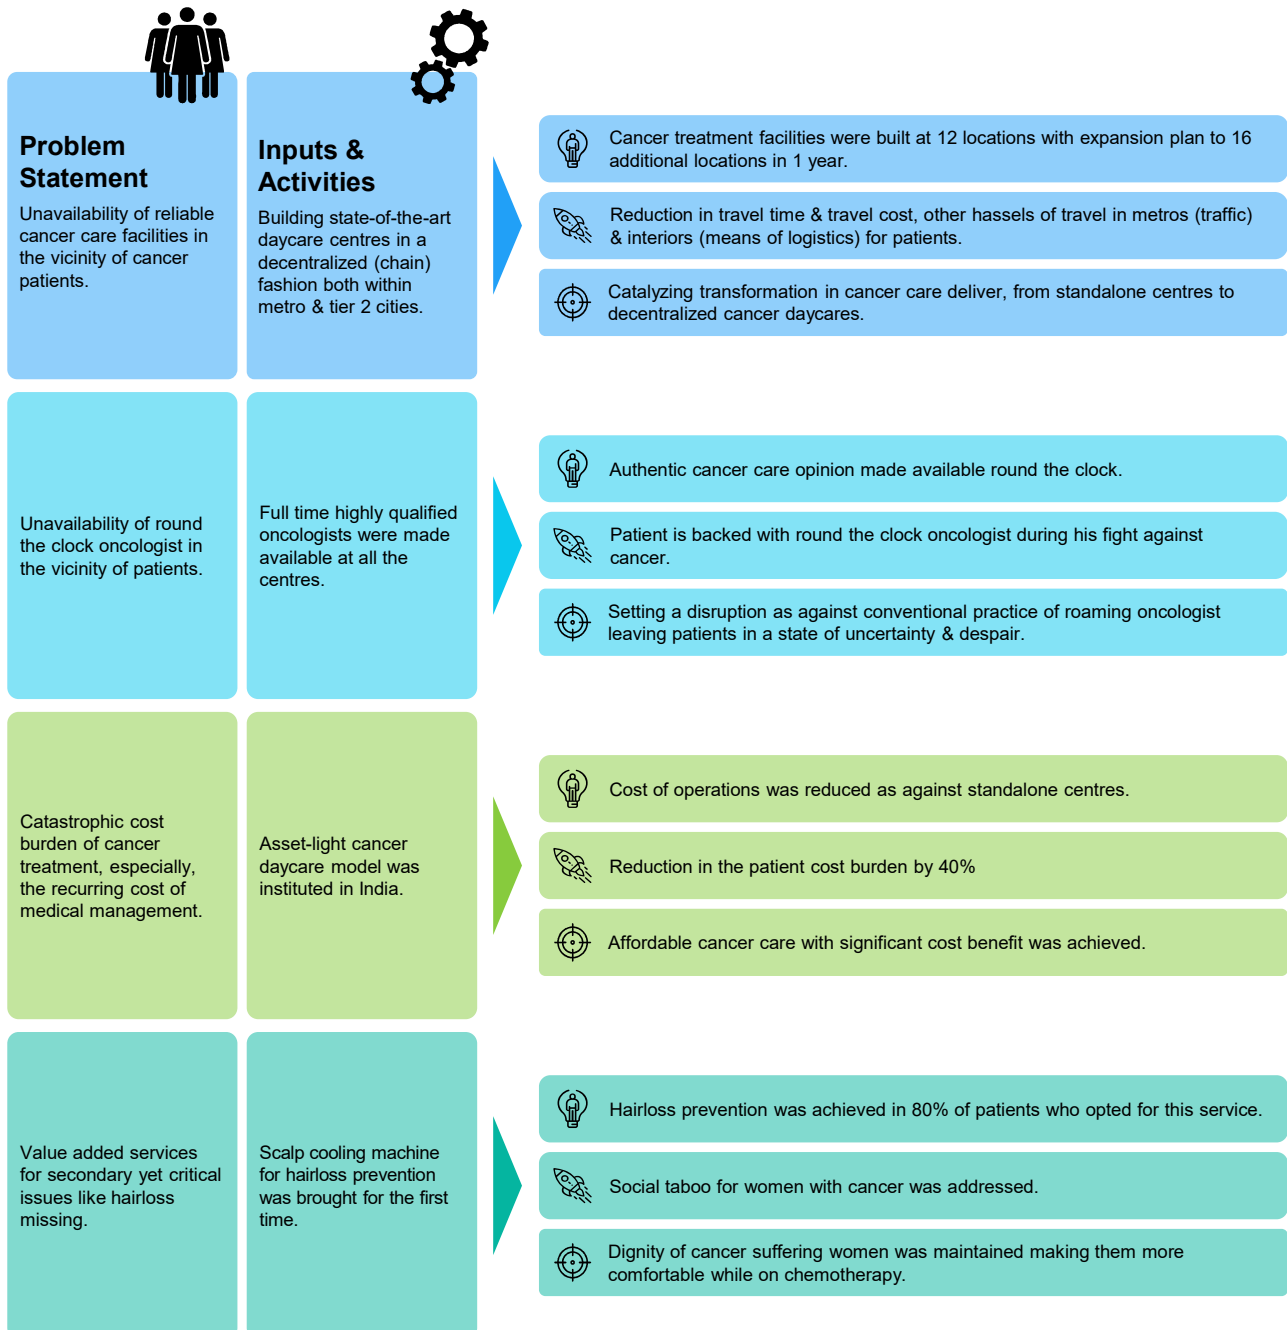 Problem
Statement
Unavailability of reliable
cancer care facilities in
the vicinity of cancer
patients.
Inputs &
Activities
Building state-of-the-art
daycare centres in a
decentralized (chain)
fashion both within
metro & tier 2 cities.
Cancer treatment facilities were built at 12 locations with expansion plan to 16
additional locations in 1 year.
Reduction in travel time & travel cost, other hassels of travel in metros (traffic)
& interiors (means of logistics) for patients.
Catalyzing transformation in cancer care deliver, from standalone centres to
decentralized cancer daycares.
Unavailability of round
the clock oncologist in
the vicinity of patients.
Full time highly qualified
oncologists were made
available at all the
centres.
Authentic cancer care opinion made available round the clock.
Patient is backed with round the clock oncologist during his fight against
cancer.
Setting a disruption as against conventional practice of roaming oncologist
leaving patients in a state of uncertainty & despair.
Catastrophic cost
burden of cancer
treatment, especially,
the recurring cost of
medical management.
Asset-light cancer
daycare model was
instituted in India.
Cost of operations was reduced as against standalone centres.
Reduction in the patient cost burden by 40%
Affordable cancer care with significant cost benefit was achieved.
Value added services
for secondary yet critical
issues like hairloss
missing.
Scalp cooling machine
for hairloss prevention
was brought for the first
time.
Hairloss prevention was achieved in 80% of patients who opted for this service.
Social taboo for women with cancer was addressed.
Dignity of cancer suffering women was maintained making them more
comfortable while on chemotherapy.